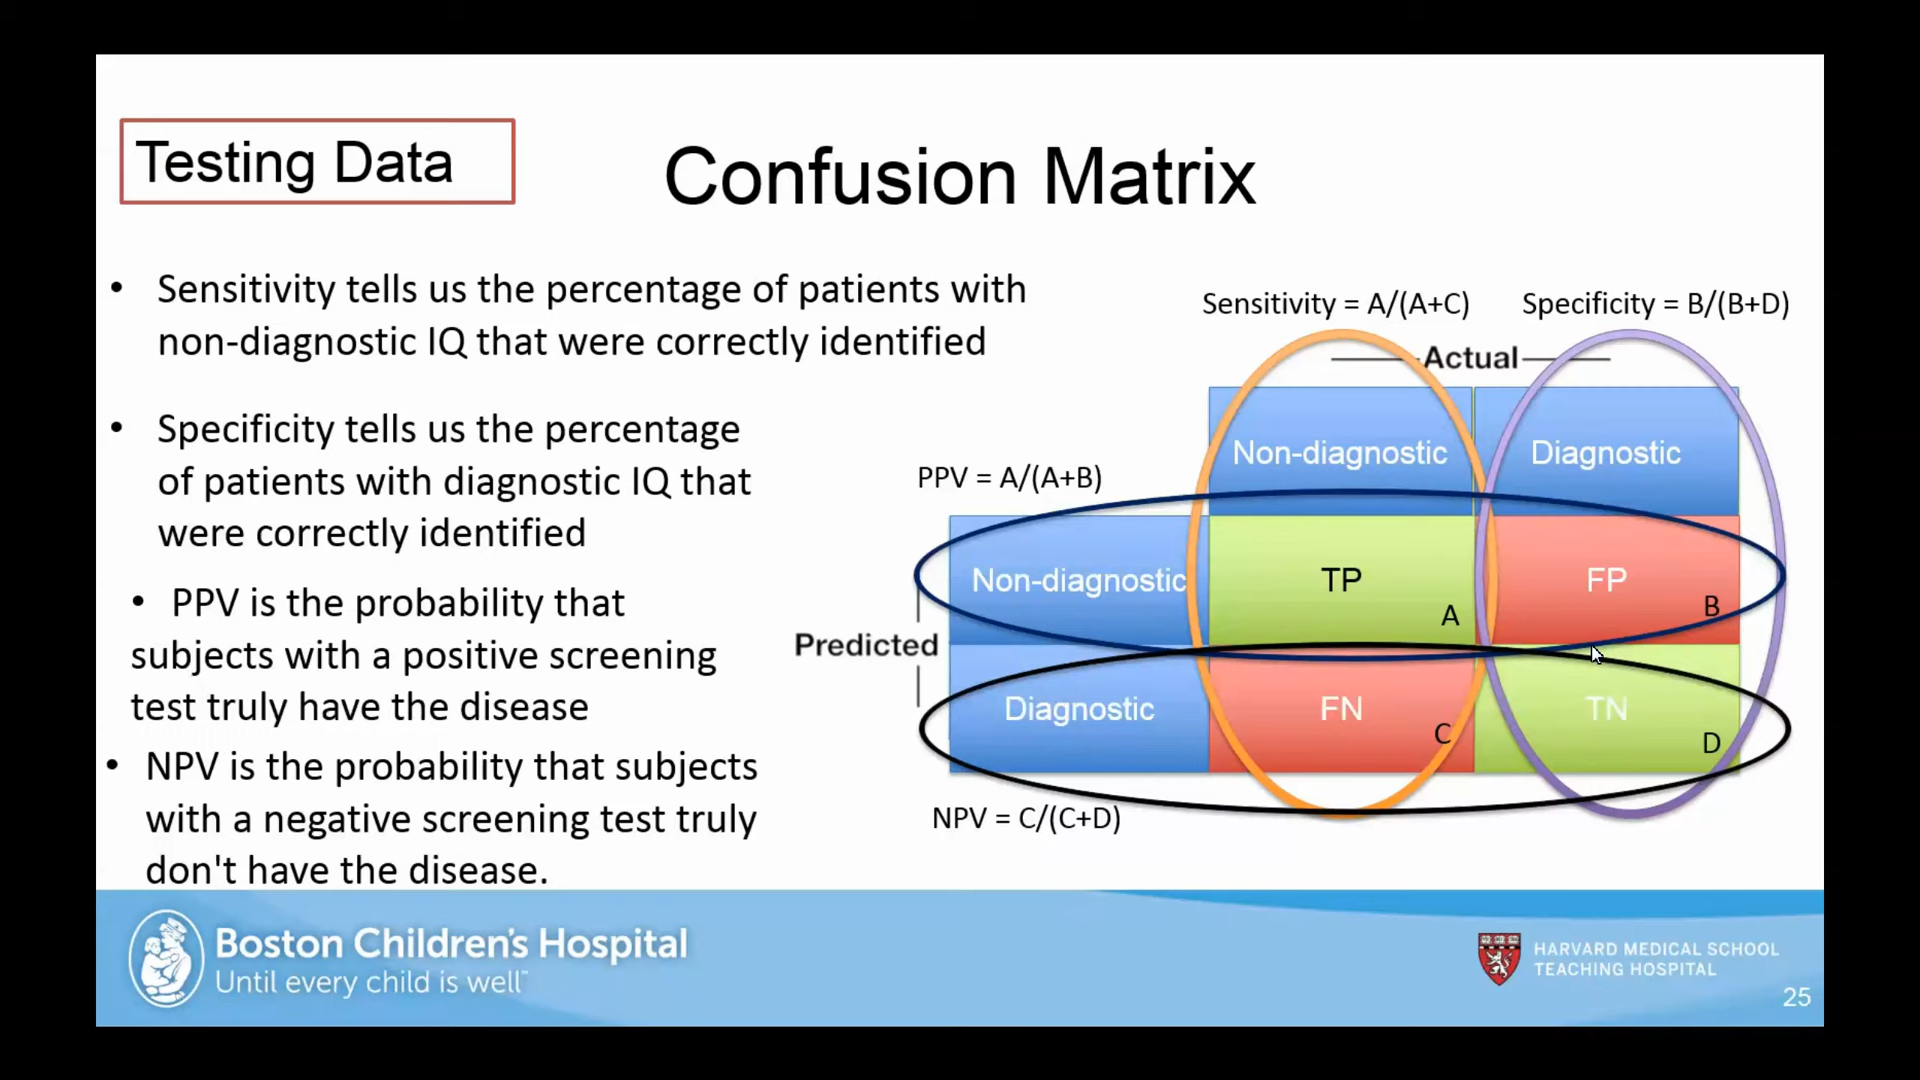 Testing Data
Confusion Matrix
• Sensitivity tells us the percentage of patients with
non-diagnostic IQ that were correctly identified
• Specificity tells us the percentage
of patients with diagnostic IQ that
were correctly identified
• PPV is the probability that
subjects with a positive screening
test truly have the disease
• NPV is the probability that subjects
with a negative screening test truly
don't have the disease.
Sensitivity = A/(A+C)
Specificity = B/(B+D)
Actual
Non-diagnostic
Diagnostic
PPV = A/(A+B)
Non-diagnostic
TP
A
FP
B
Predicted
Diagnostic
FN
C
TN
D
NPV = C/(C+D)
Boston Children's Hospital
Until every child is well™
HARVARD MEDICAL SCHOOL
TEACHING HOSPITAL
25